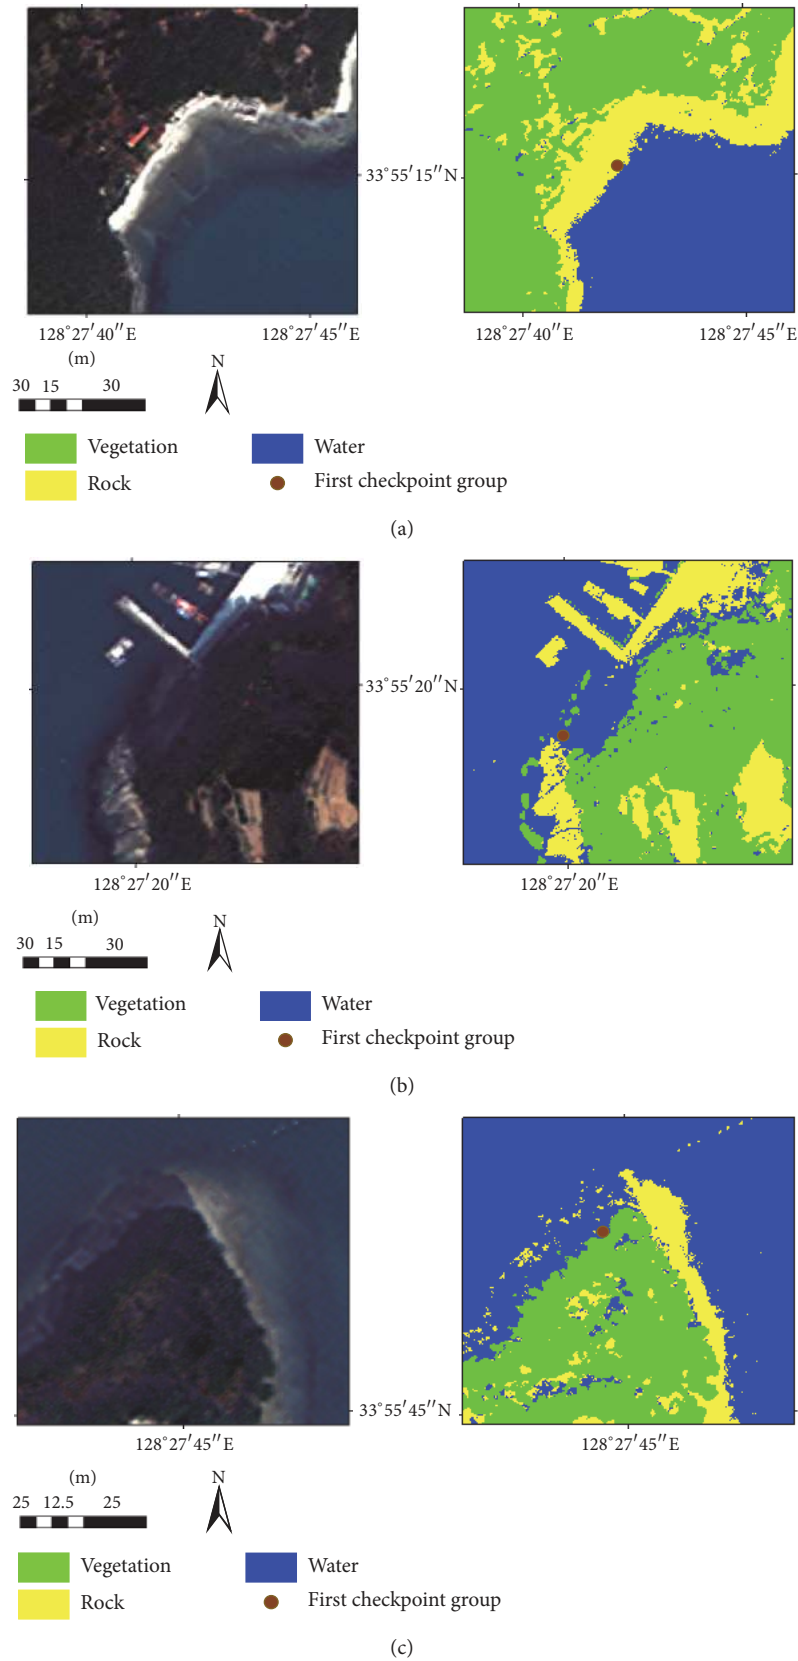 33°55′15″N
128°27′40″E 128°27′45″E 128°27′40″E 128°27′45″E
(m)
30 15 30
N
Vegetation Water
Rock First checkpoint group
(a)
33°55′20″N
128°27′20″E 128°27′20″E
(m)
30 15 30
N
Vegetation Water
Rock First checkpoint group
(b)
33°55′45″N
128°27′45″E 128°27′45″E
(m)
25 12.5 25
N
Vegetation Water
Rock First checkpoint group
(c)